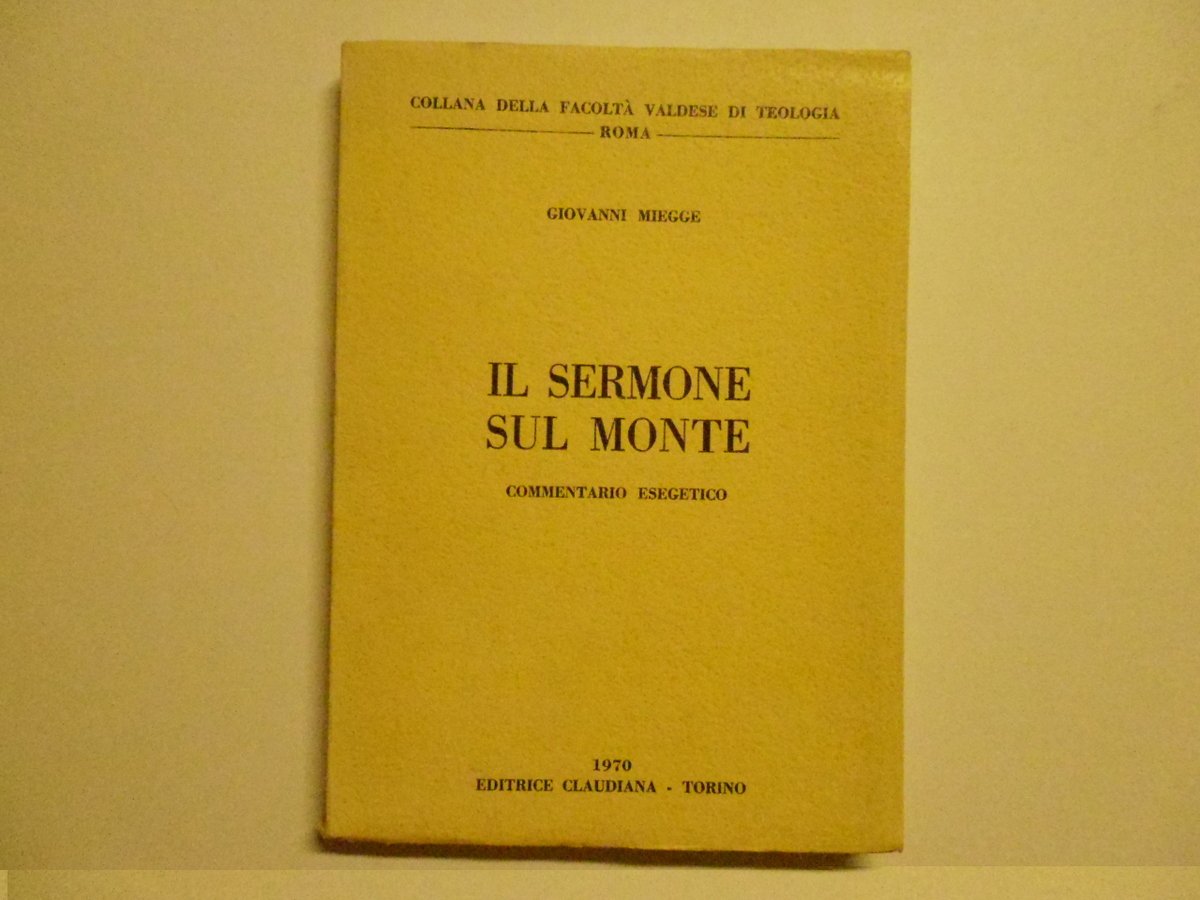 COLLANA DELLA FACOLTÀ VALDESE DI TEOLOGIA
ROMA
GIOVANNI MIEGGE
IL SERMONE
SUL MONTE
COMMENTARIO ESEGETICO
1970
EDITRICE CLAUDIANA - TORINO